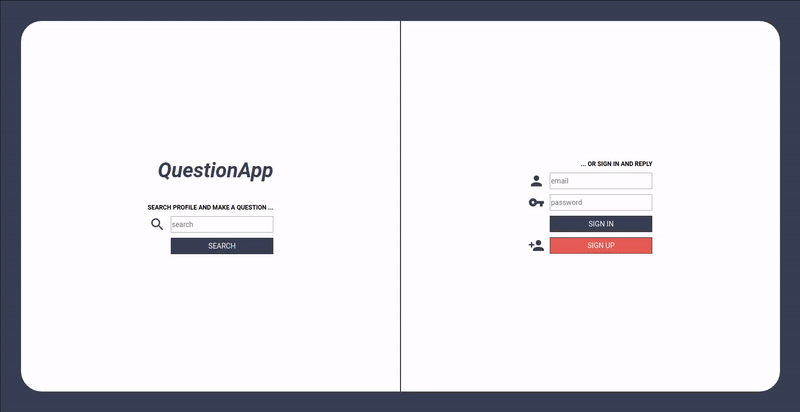 QuestionApp
SEARCH PROFILE AND MAKE A QUESTION ...
search
SEARCH
... OR SIGN IN AND REPLY
email
password
SIGN IN
SIGN UP